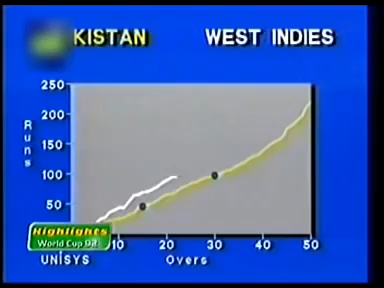 KISTAN WEST INDIES
250
200
150
100
50
Runs
Highlights
World Cup 92
10 20 30 40 50
UNISYS Overs